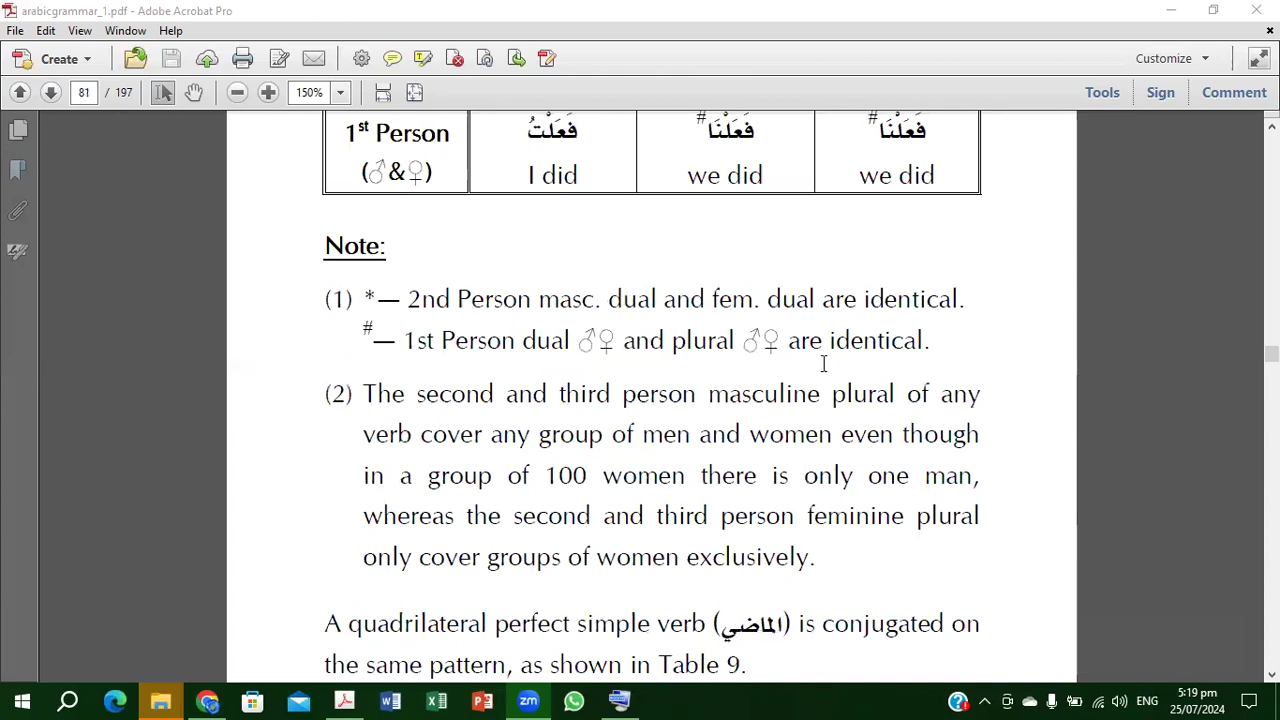 arabicgrammar_1.pdf - Adobe Acrobat Pro
File Edit View Window Help
Create Customize
81 / 197 150% Tools Sign Comment
1st Person فَعَلْتُ #فَعَلْنَا #فَعَلْنَا
(♂&♀) I did we did we did
Note:
(1) *— 2nd Person masc. dual and fem. dual are identical.
#— 1st Person dual ♂♀ and plural ♂♀ are identical.
(2) The second and third person masculine plural of any
verb cover any group of men and women even though
in a group of 100 women there is only one man,
whereas the second and third person feminine plural
only cover groups of women exclusively.
A quadrilateral perfect simple verb (الماضي) is conjugated on
the same pattern, as shown in Table 9.
zm ENG 5:19 pm
25/07/2024